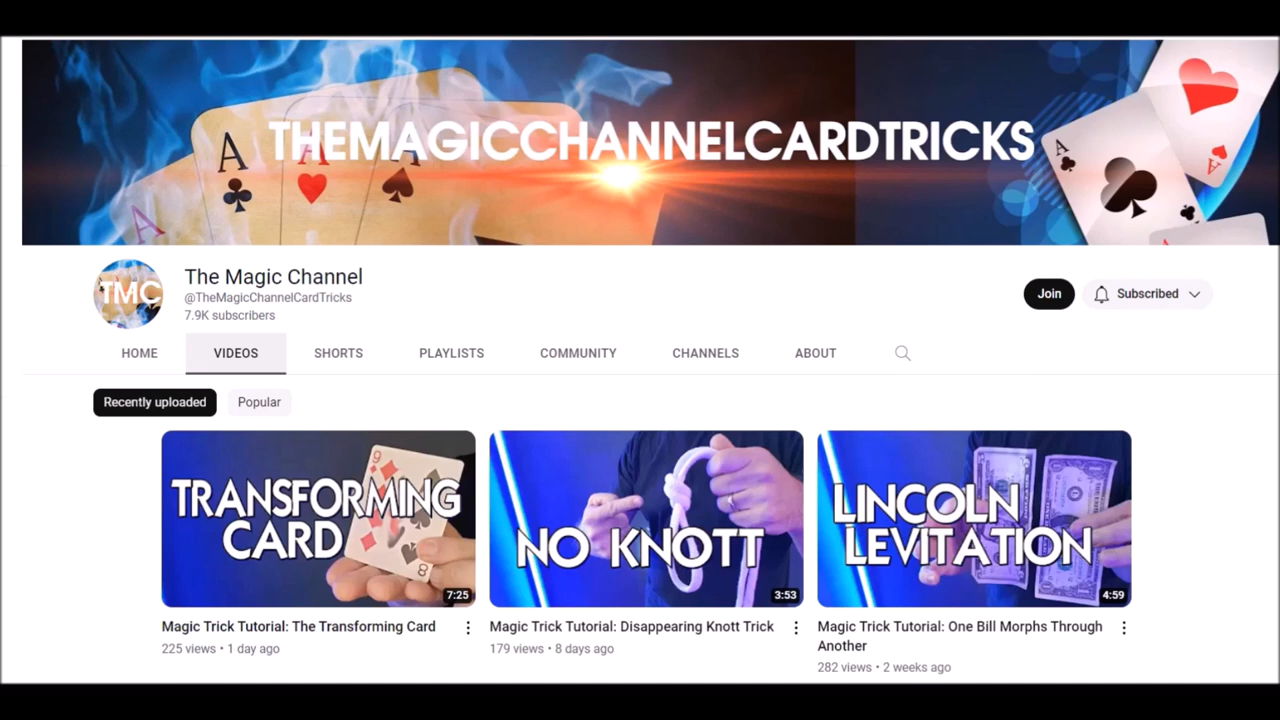 THEMAGICCHANNELCARDTRICKS
A
A
A
A
A
A
TMC
The Magic Channel
@TheMagicChannelCardTricks
7.9K subscribers
Join
Subscribed
HOME
VIDEOS
SHORTS
PLAYLISTS
COMMUNITY
CHANNELS
ABOUT
Recently uploaded
Popular
9
TRANSFORMING
CARD
8
7:25
NO KNOTT
3:53
LINCOLN
LEVITATION
4:59
Magic Trick Tutorial: The Transforming Card
225 views • 1 day ago
Magic Trick Tutorial: Disappearing Knott Trick
179 views • 8 days ago
Magic Trick Tutorial: One Bill Morphs Through
Another
282 views • 2 weeks ago